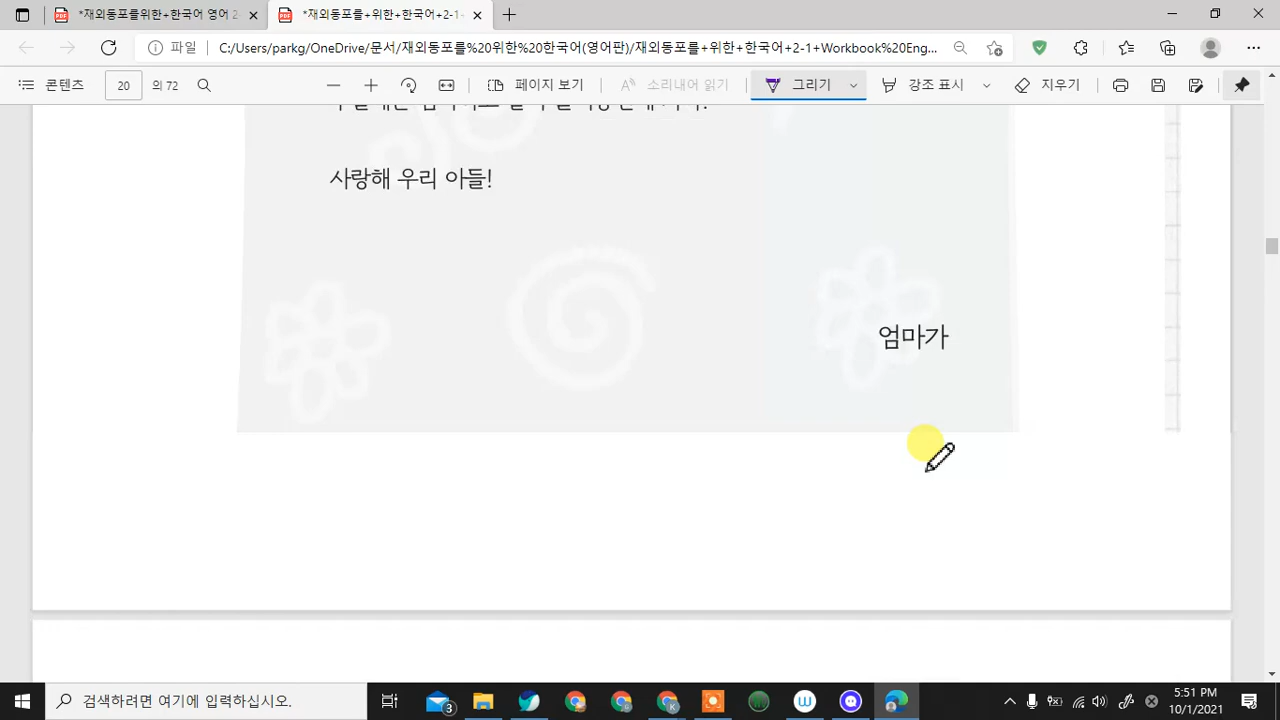 *재외동포를위한+한국어 영어 2
*재외동포를+위한+한국어+2-1-
파일
C:/Users/parkg/OneDrive/문서/재외동포를%20위한%20한국어(영어판)/재외동포를+위한+한국어+2-1+Workbook%20Eng...
콘텐츠
20
의 72
페이지 보기
소리내어 읽기
그리기
강조 표시
지우기
사랑해 우리 아들!
엄마가
검색하려면 여기에 입력하십시오.
3
5:51 PM
10/1/2021